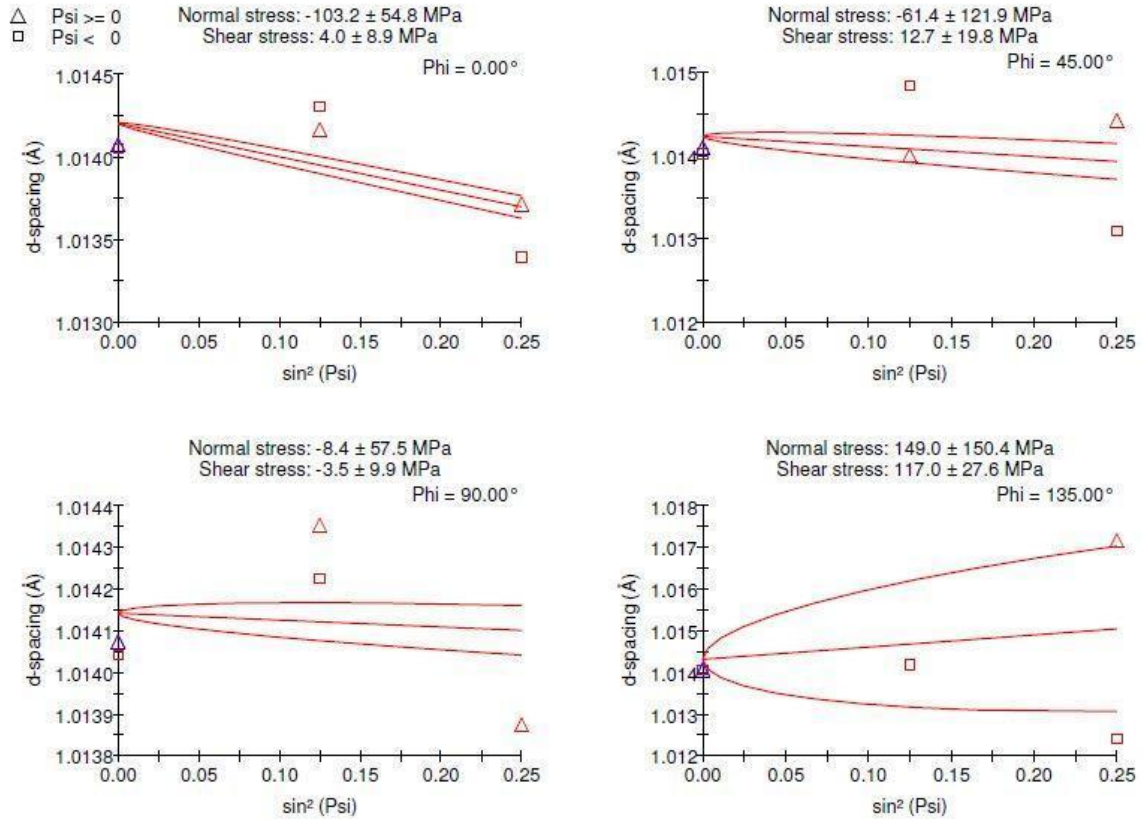 △ Psi >= 0
□ Psi < 0
Normal stress: -103.2 ± 54.8 MPa
Shear stress: 4.0 ± 8.9 MPa
Phi = 0.00°
1.0145
1.0140
1.0135
1.0130
d-spacing (Å)
0.00 0.05 0.10 0.15 0.20 0.25
sin² (Psi)
Normal stress: -61.4 ± 121.9 MPa
Shear stress: 12.7 ± 19.8 MPa
Phi = 45.00°
1.015
1.014
1.013
1.012
d-spacing (Å)
0.00 0.05 0.10 0.15 0.20 0.25
sin² (Psi)
Normal stress: -8.4 ± 57.5 MPa
Shear stress: -3.5 ± 9.9 MPa
Phi = 90.00°
1.0144
1.0143
1.0142
1.0141
1.0140
1.0139
1.0138
d-spacing (Å)
0.00 0.05 0.10 0.15 0.20 0.25
sin² (Psi)
Normal stress: 149.0 ± 150.4 MPa
Shear stress: 117.0 ± 27.6 MPa
Phi = 135.00°
1.018
1.017
1.016
1.015
1.014
1.013
1.012
d-spacing (Å)
0.00 0.05 0.10 0.15 0.20 0.25
sin² (Psi)